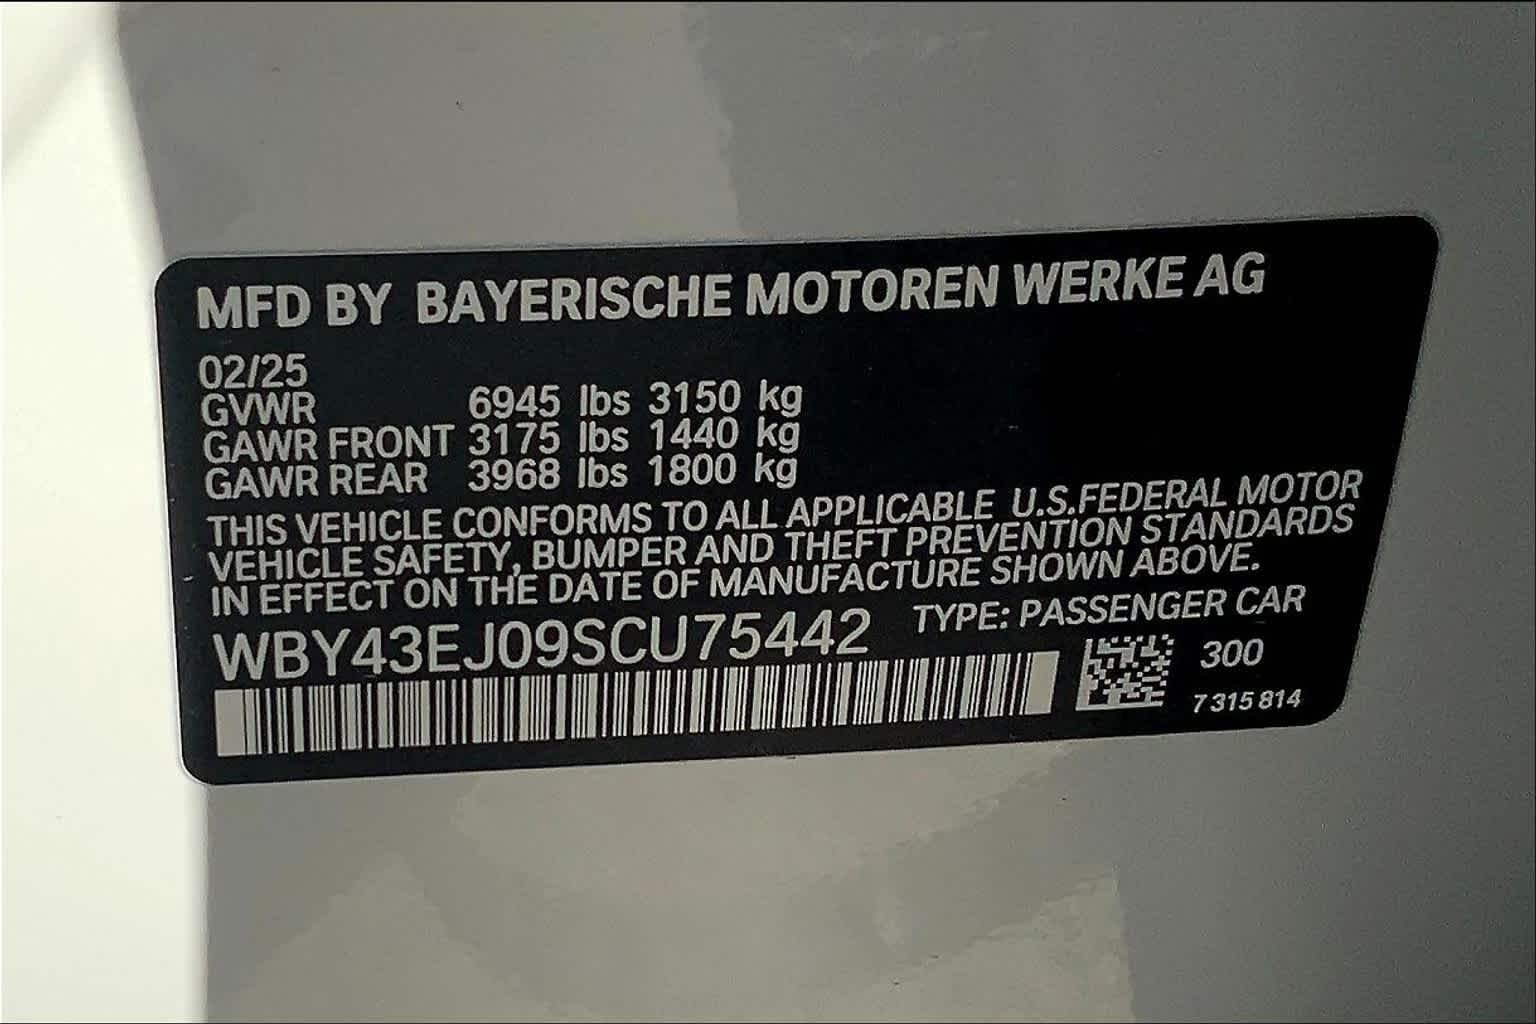 MFD BY BAYERISCHE MOTOREN WERKE AG
02/25
GVWR 6945 lbs 3150 kg
GAWR FRONT 3175 lbs 1440 kg
GAWR REAR 3968 lbs 1800 kg
THIS VEHICLE CONFORMS TO ALL APPLICABLE U.S.FEDERAL MOTOR
VEHICLE SAFETY, BUMPER AND THEFT PREVENTION STANDARDS
IN EFFECT ON THE DATE OF MANUFACTURE SHOWN ABOVE.
WBY43EJ09SCU75442 TYPE: PASSENGER CAR
300
7 315 814